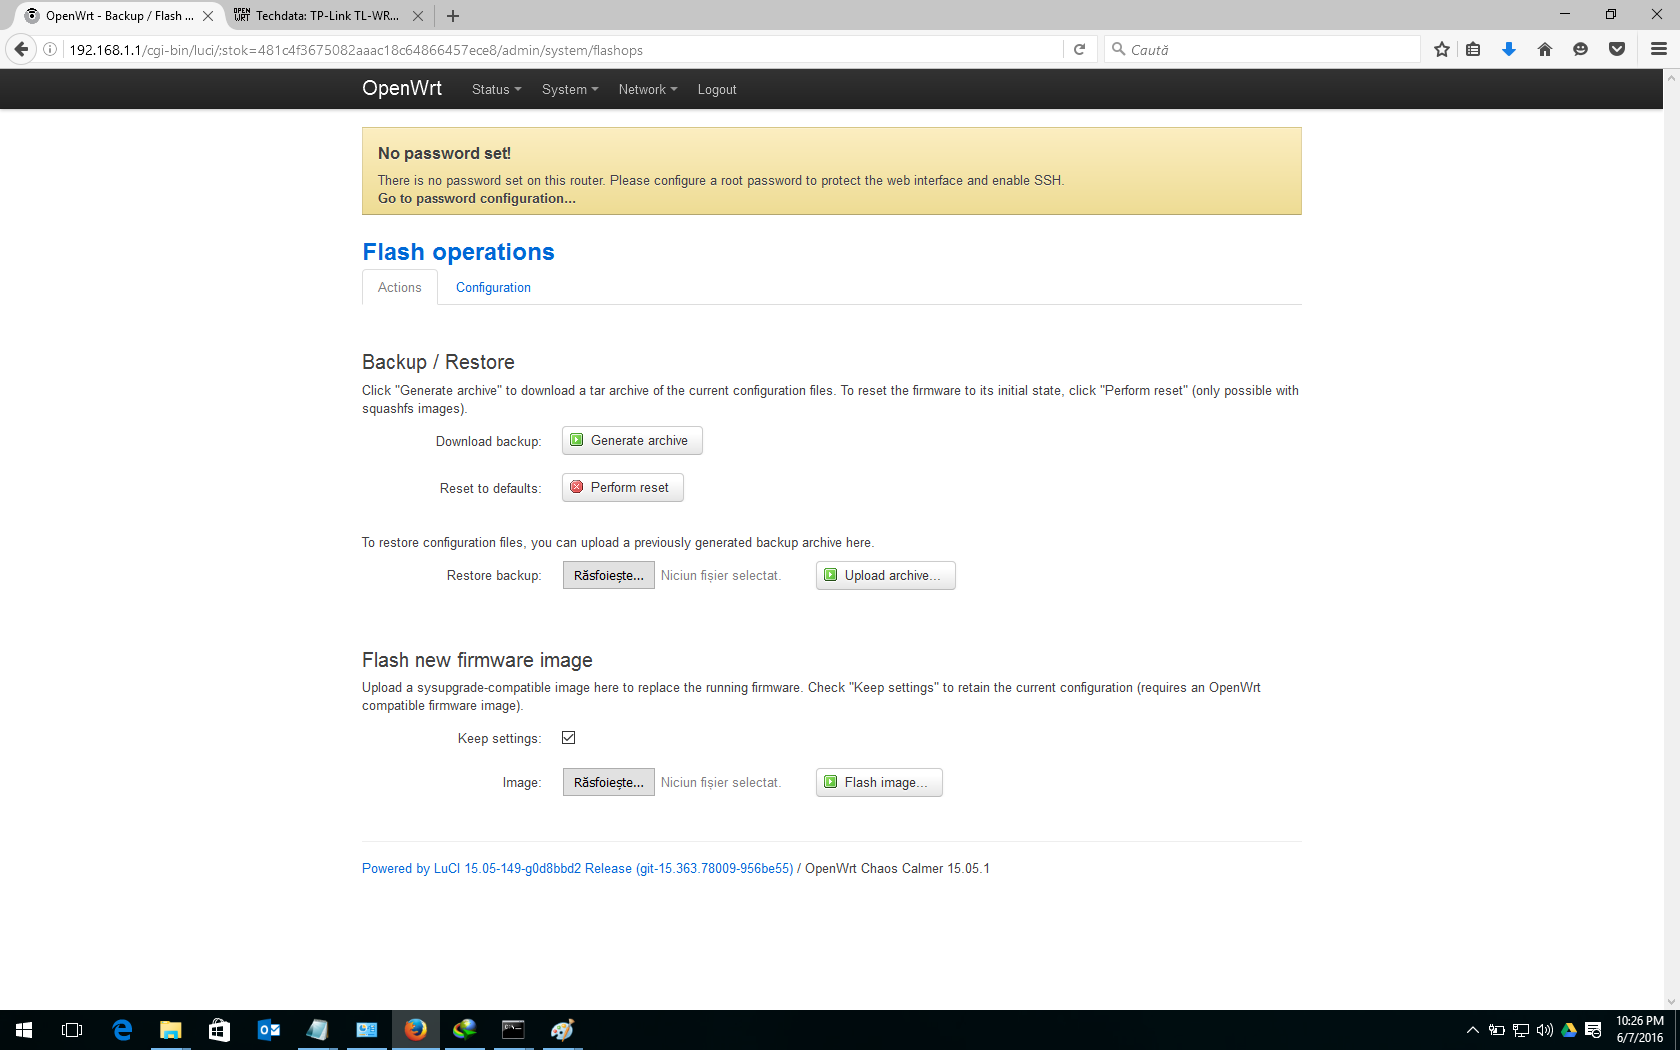 OpenWrt - Backup / Flash ...
OPEN WRT Techdata: TP-Link TL-WR...
192.168.1.1/cgi-bin/luci/;stok=481c4f3675082aaac18c64866457ece8/admin/system/flashops
Caută
OpenWrt Status System Network Logout
No password set!
There is no password set on this router. Please configure a root password to protect the web interface and enable SSH.
Go to password configuration...
Flash operations
Actions Configuration
Backup / Restore
Click "Generate archive" to download a tar archive of the current configuration files. To reset the firmware to its initial state, click "Perform reset" (only possible with
squashfs images).
Download backup: Generate archive
Reset to defaults: Perform reset
To restore configuration files, you can upload a previously generated backup archive here.
Restore backup: Răsfoiește... Niciun fișier selectat. Upload archive...
Flash new firmware image
Upload a sysupgrade-compatible image here to replace the running firmware. Check "Keep settings" to retain the current configuration (requires an OpenWrt
compatible firmware image).
Keep settings:
Image: Răsfoiește... Niciun fișier selectat. Flash image...
Powered by LuCI 15.05-149-g0d8bbd2 Release (git-15.363.78009-956be55) / OpenWrt Chaos Calmer 15.05.1
10:26 PM
6/7/2016